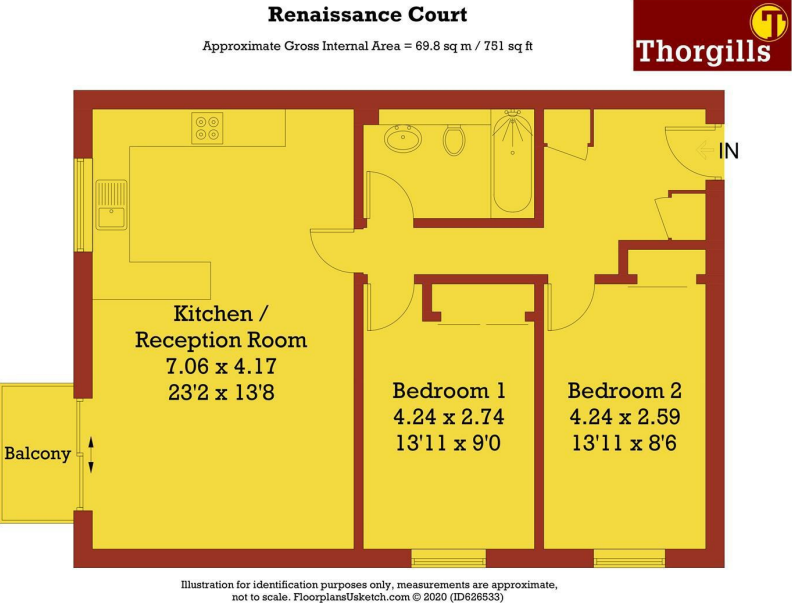 Renaissance Court
Approximate Gross Internal Area = 69.8 sq m / 751 sq ft
T
Thorgills
IN
Kitchen /
Reception Room
7.06 x 4.17
23'2 x 13'8
Bedroom 1
4.24 x 2.74
13'11 x 9'0
Bedroom 2
4.24 x 2.59
13'11 x 8'6
Balcony
Illustration for identification purposes only, measurements are approximate,
not to scale. FloorplansUsketch.com © 2020 (ID626533)